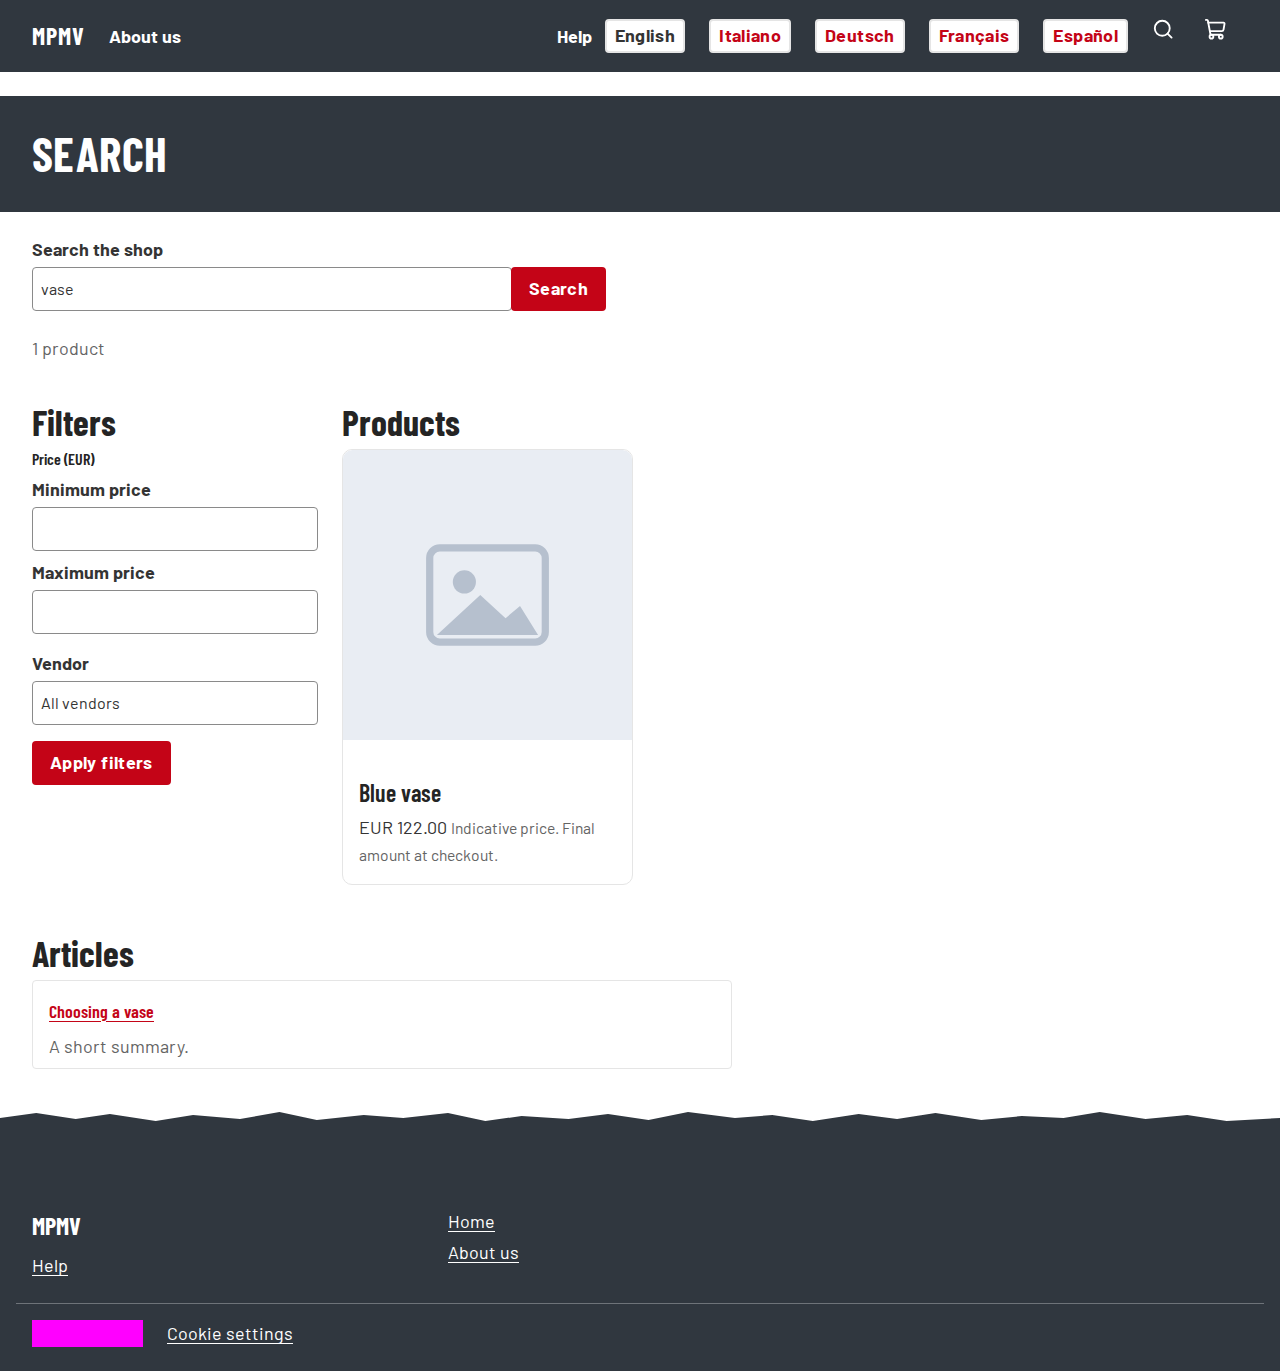 MPMV About us Help English Italiano Deutsch Français Español
SEARCH
Search the shop
vase Search
1 product
Filters
Price (EUR)
Minimum price
Maximum price
Vendor
All vendors
Apply filters
Products
Blue vase
EUR 122.00 Indicative price. Final
amount at checkout.
Articles
Choosing a vase
A short summary.
MPMV
Help
Home
About us
Cookie settings